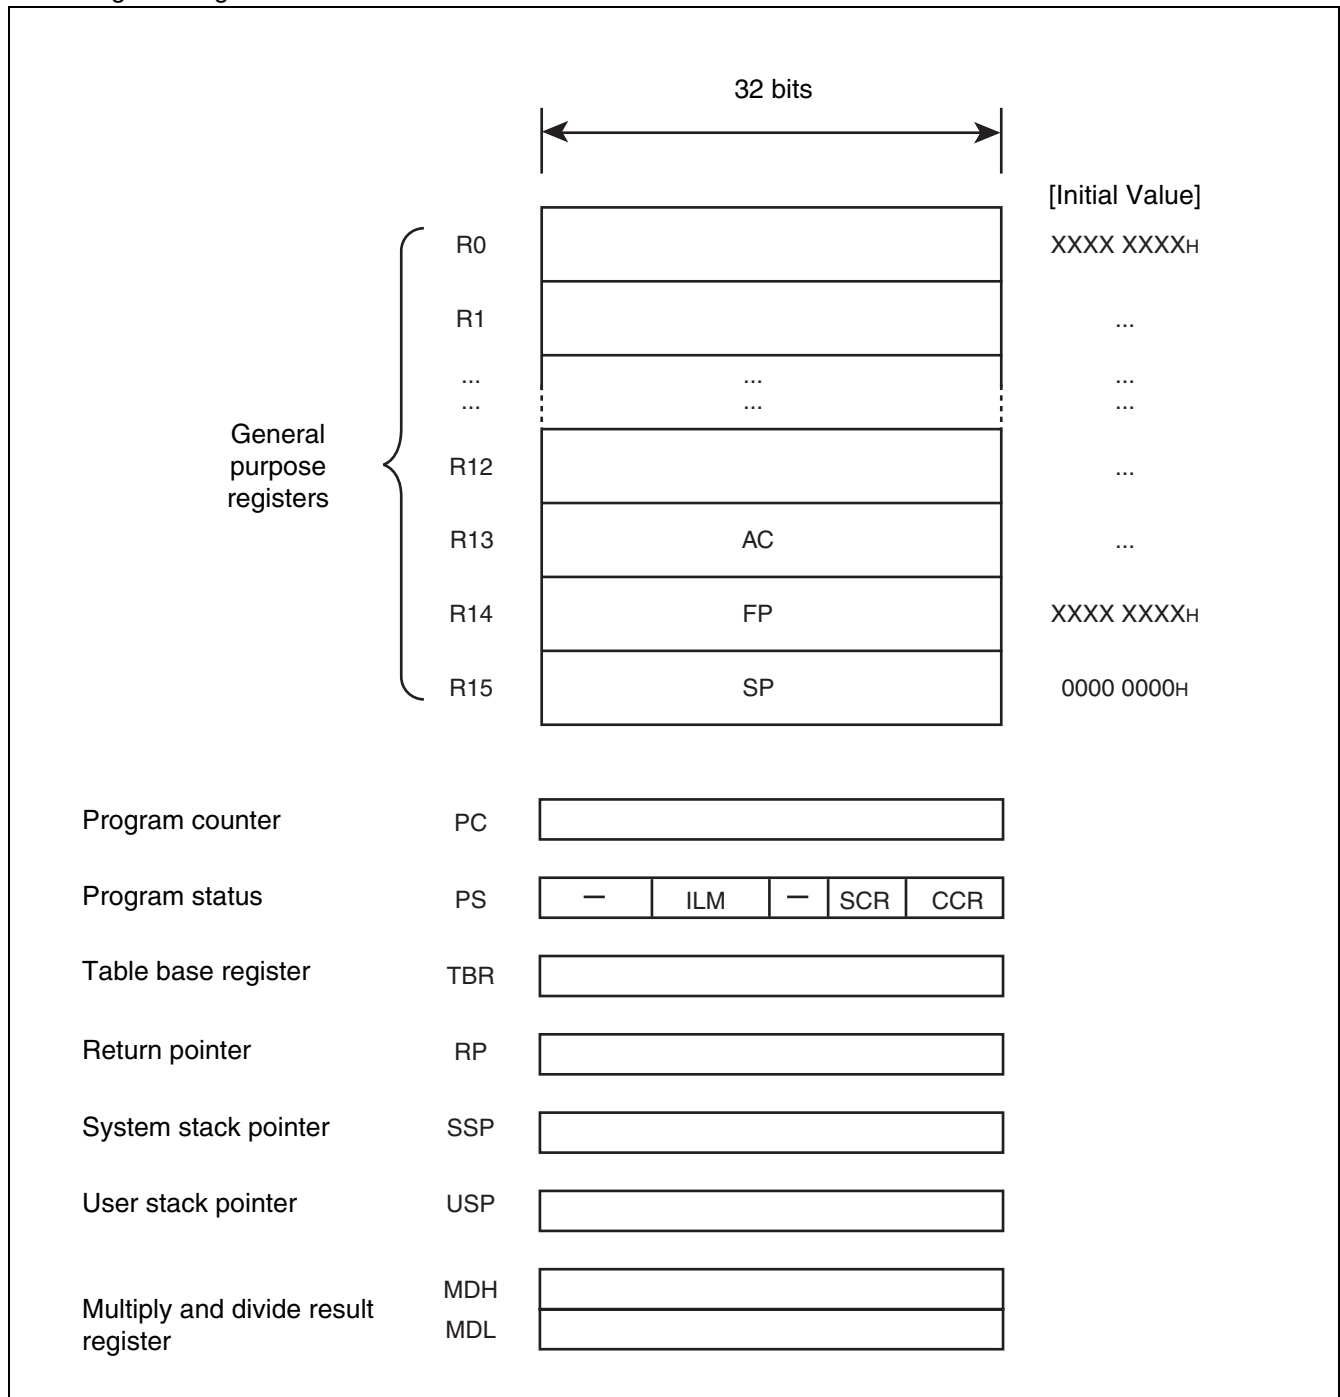 32 bits
[Initial Value]
R0 XXXX XXXXH
R1 ...
... ... ...
... ... ...
General
purpose
registers
R12 ...
R13 AC ...
R14 FP XXXX XXXXH
R15 SP 0000 0000H
Program counter PC
Program status PS — ILM — SCR CCR
Table base register TBR
Return pointer RP
System stack pointer SSP
User stack pointer USP
Multiply and divide result
register
MDH
MDL